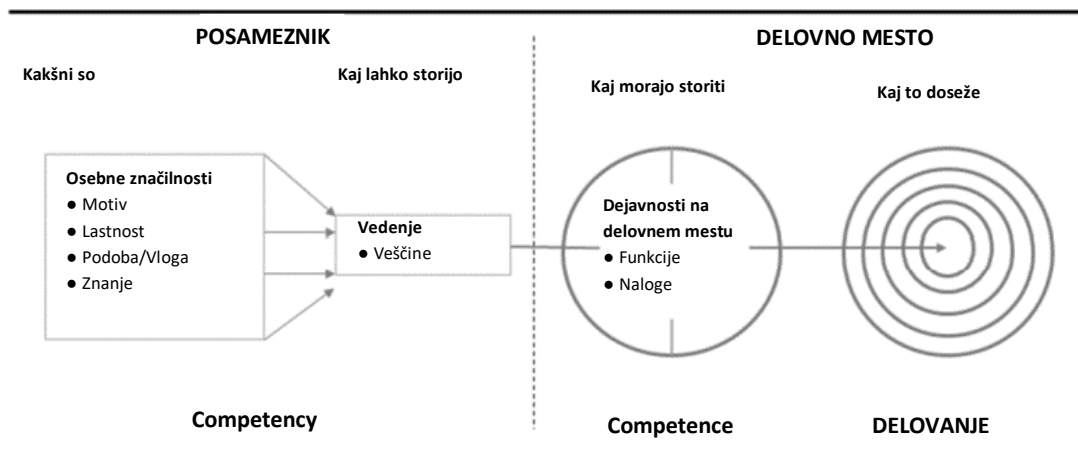 POSAMEZNIK
DELOVNO MESTO
Kakšni so
Kaj lahko storijo
Kaj morajo storiti
Kaj to doseže
Osebne značilnosti
● Motiv
● Lastnost
● Podoba/Vloga
● Znanje
Vedenje
● Veščine
Dejavnosti na
delovnem mestu
● Funkcije
● Naloge
Competency
Competence
DELOVANJE